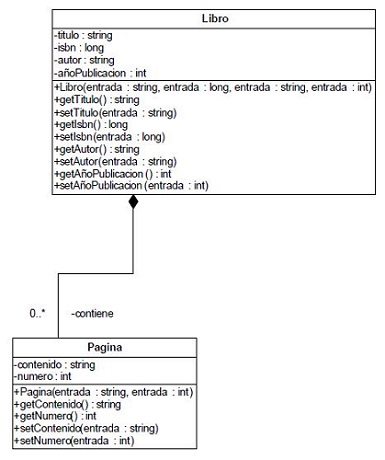 Libro
-titulo : string
-isbn : long
-autor : string
-añoPublicacion : int
+Libro(entrada : string, entrada : long, entrada : string, entrada : int)
+getTitulo() : string
+setTitulo(entrada : string)
+getIsbn() : long
+setIsbn(entrada : long)
+getAutor() : string
+setAutor(entrada : string)
+getAñoPublicacion() : int
+setAñoPublicacion(entrada : int)
0..* -contiene
Pagina
-contenido : string
-numero : int
+Pagina(entrada : string, entrada : int)
+getContenido() : string
+getNumero() : int
+setContenido(entrada : string)
+setNumero(entrada : int)